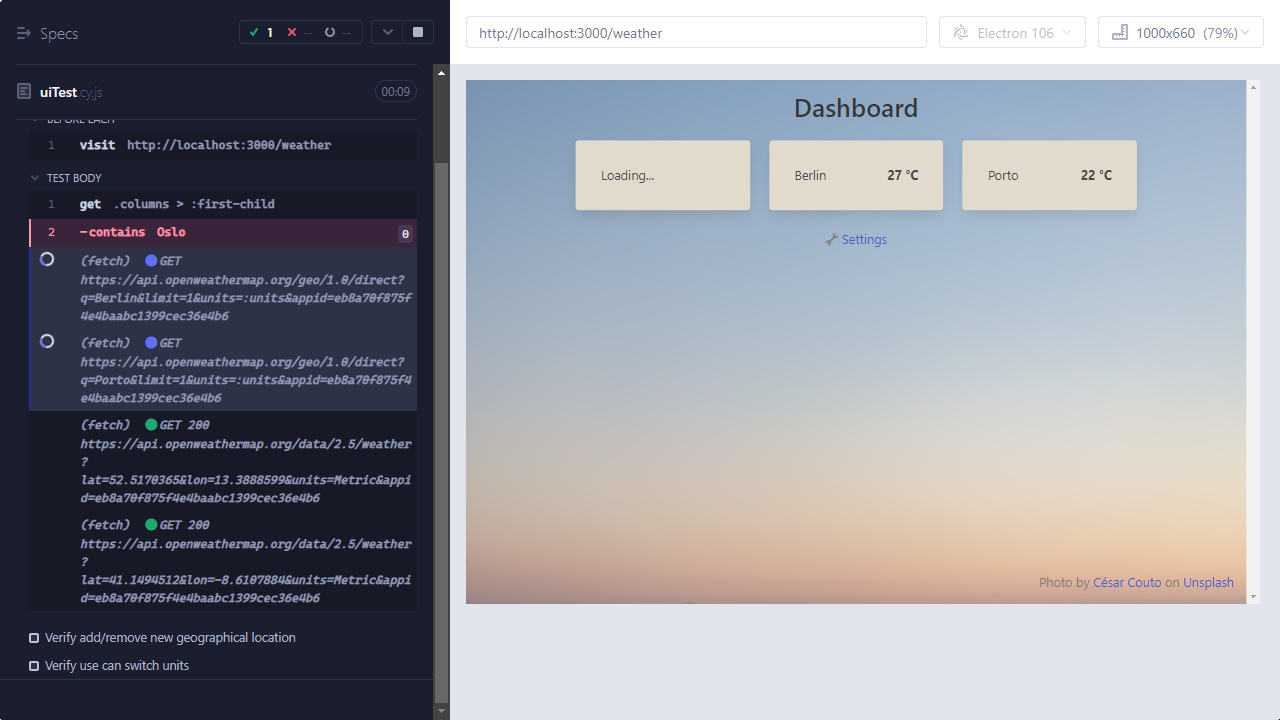 Specs
1
--
--
http://localhost:3000/weather
Electron 106
1000x660 (79%)
uiTest.cy.js
00:09
BEFORE EACH
1 visit http://localhost:3000/weather
TEST BODY
1 get .columns > :first-child
2 -contains Oslo 0
(fetch) GET
https://api.openweathermap.org/geo/1.0/direct?
q=Berlin&limit=1&units=:units&appid=eb8a70f875f
4e4baabc1399cec36e4b6
(fetch) GET
https://api.openweathermap.org/geo/1.0/direct?
q=Porto&limit=1&units=:units&appid=eb8a70f875f4
e4baabc1399cec36e4b6
(fetch) GET 200
https://api.openweathermap.org/data/2.5/weather
?
lat=52.5170365&lon=13.3888599&units=Metric&appi
d=eb8a70f875f4e4baabc1399cec36e4b6
(fetch) GET 200
https://api.openweathermap.org/data/2.5/weather
?
lat=41.1494512&lon=-8.6107884&units=Metric&appi
d=eb8a70f875f4e4baabc1399cec36e4b6
Verify add/remove new geographical location
Verify use can switch units
Dashboard
Loading...
Berlin 27 °C
Porto 22 °C
Settings
Photo by César Couto on Unsplash